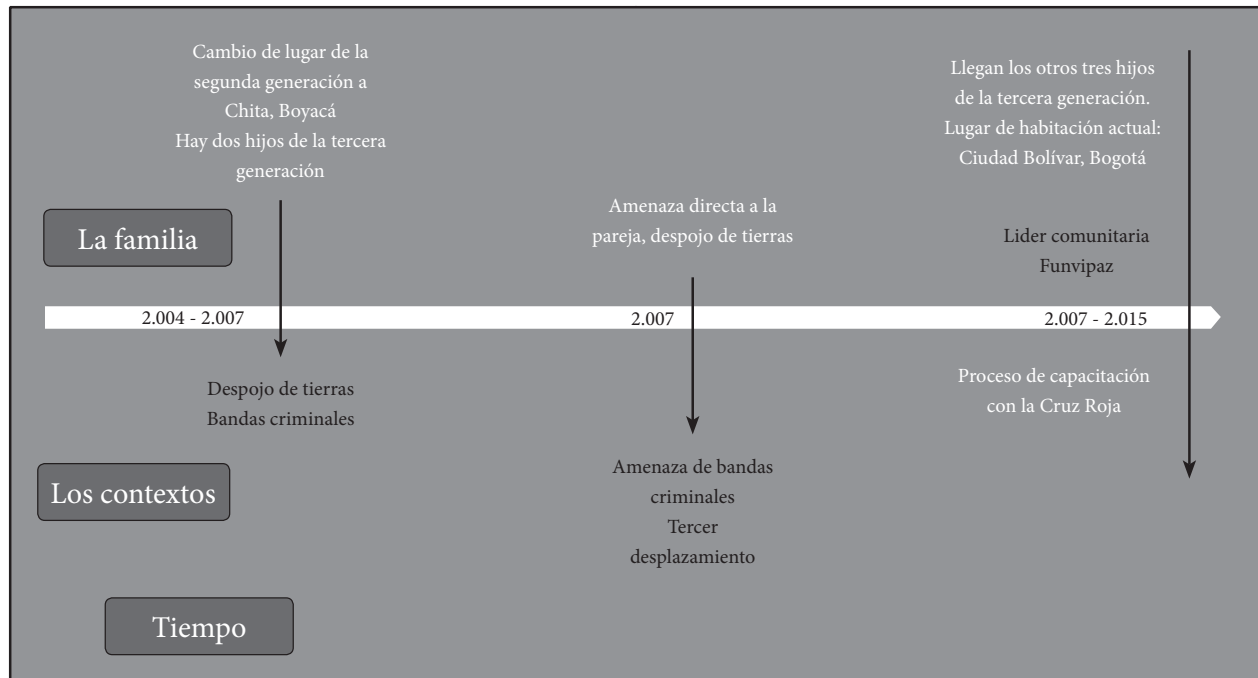 Cambio de lugar de la
segunda generación a
Chita, Boyacá
Hay dos hijos de la tercera
generación
Llegan los otros tres hijos
de la tercera generación.
Lugar de habitación actual:
Ciudad Bolívar, Bogotá
Amenaza directa a la
pareja, despojo de tierras
La familia
Lider comunitaria
Funvipaz
2.004 - 2.007
2.007
2.007 - 2.015
Despojo de tierras
Bandas criminales
Proceso de capacitación
con la Cruz Roja
Amenaza de bandas
criminales
Tercer
desplazamiento
Los contextos
Tiempo